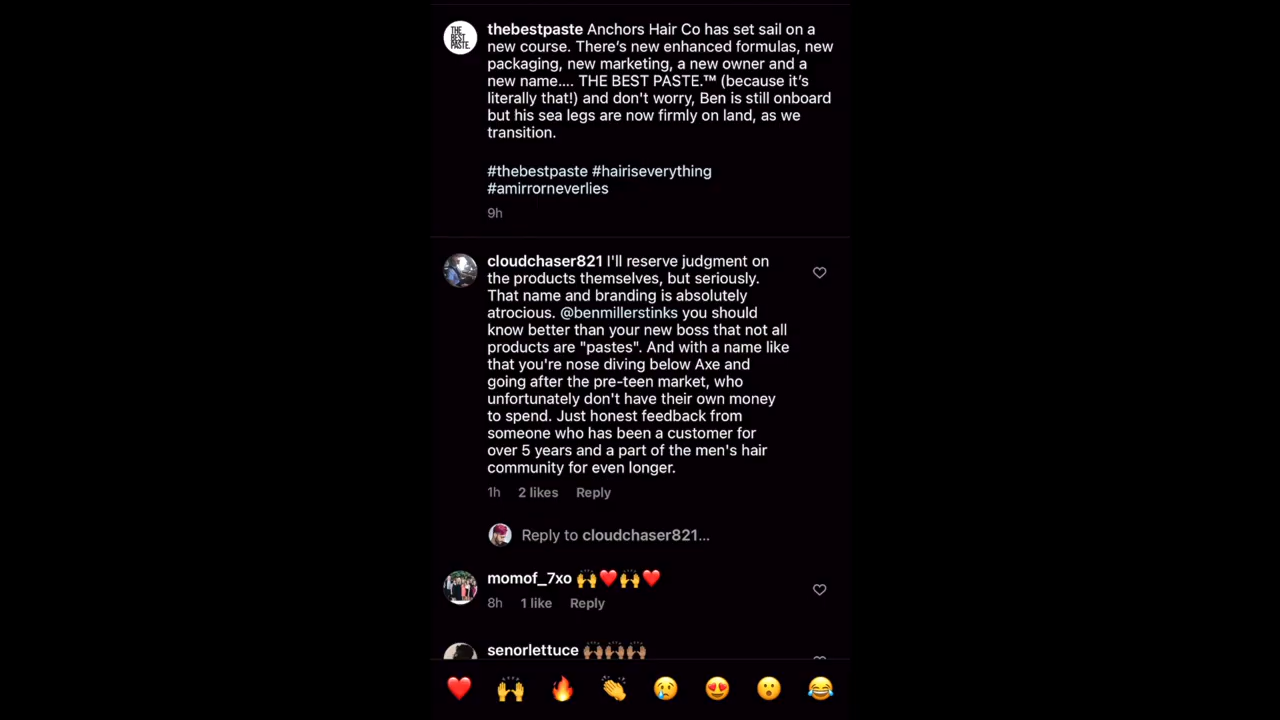 THE
BEST
PASTE.
thebestpaste Anchors Hair Co has set sail on a
new course. There’s new enhanced formulas, new
packaging, new marketing, a new owner and a
new name.... THE BEST PASTE.™ (because it’s
literally that!) and don't worry, Ben is still onboard
but his sea legs are now firmly on land, as we
transition.
#thebestpaste #hairiseverything
#amirrorneverlies
9h
cloudchaser821 I'll reserve judgment on
the products themselves, but seriously.
That name and branding is absolutely
atrocious. @benmillerstinks you should
know better than your new boss that not all
products are "pastes". And with a name like
that you're nose diving below Axe and
going after the pre-teen market, who
unfortunately don't have their own money
to spend. Just honest feedback from
someone who has been a customer for
over 5 years and a part of the men's hair
community for even longer.
1h 2 likes Reply
Reply to cloudchaser821...
momof_7xo 🙌❤️🙌❤️
8h 1 like Reply
senorlettuce 🙌🏽🙌🏽🙌🏽
❤️ 🙌 🔥 👏 😢 😍 😮 😂